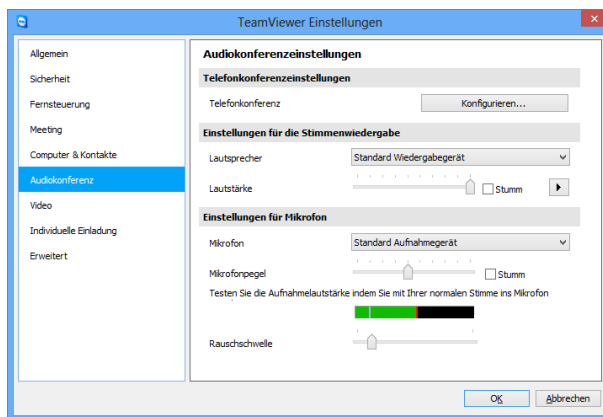 TeamViewer Einstellungen
Allgemein
Sicherheit
Fernsteuerung
Meeting
Computer & Kontakte
Audiokonferenz
Video
Individuelle Einladung
Erweitert
Audiokonferenzeinstellungen
Telefonkonferenzeinstellungen
Telefonkonferenz
Konfigurieren...
Einstellungen für die Stimmenwiedergabe
Lautsprecher
Standard Wiedergabegerät
Lautstärke
Stumm
Einstellungen für Mikrofon
Mikrofon
Standard Aufnahmegerät
Mikrofonpegel
Stumm
Testen Sie die Aufnahmelautstärke indem Sie mit Ihrer normalen Stimme ins Mikrofon
Rauschschwelle
OK
Abbrechen